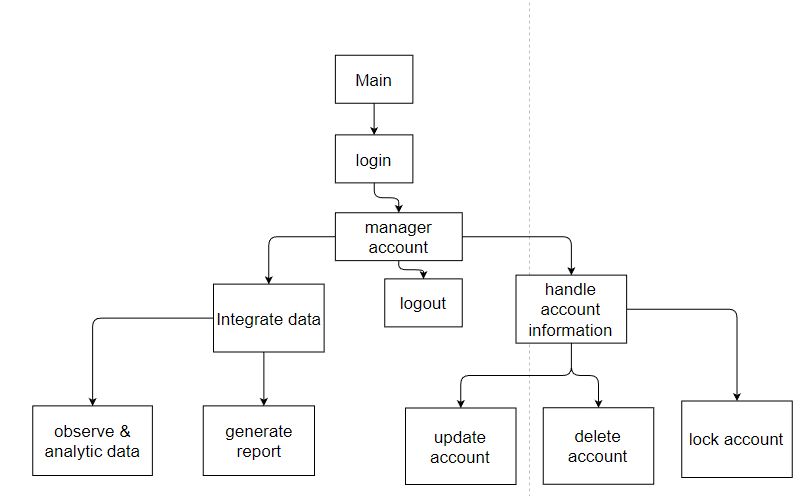 Main
login
manager
account
logout
Integrate data
handle
account
information
observe &
analytic data
generate
report
update
account
delete
account
lock account